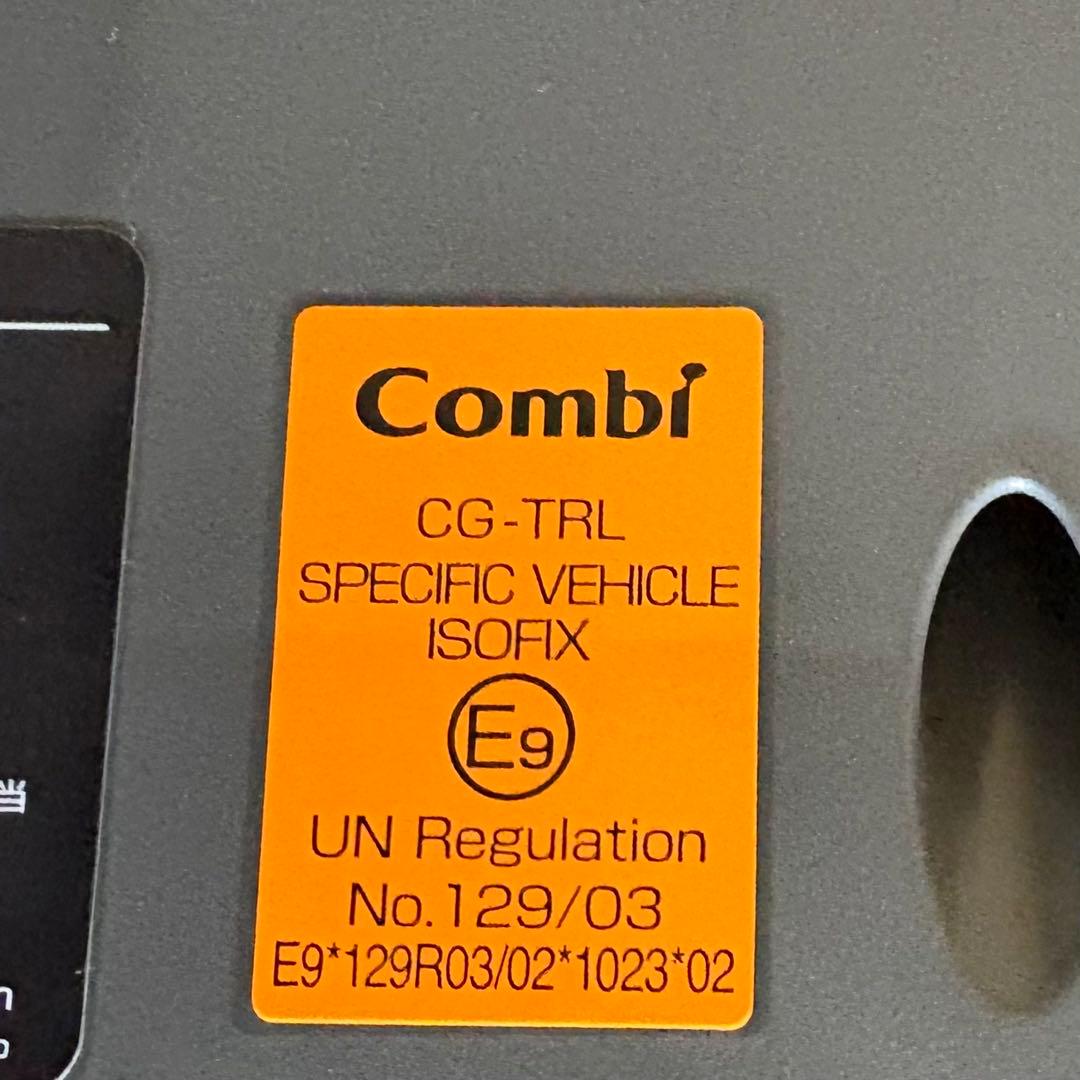 Combi
CG-TRL
SPECIFIC VEHICLE
ISOFIX
E9
UN Regulation
No.129/03
E9*129R03/02*1023*02